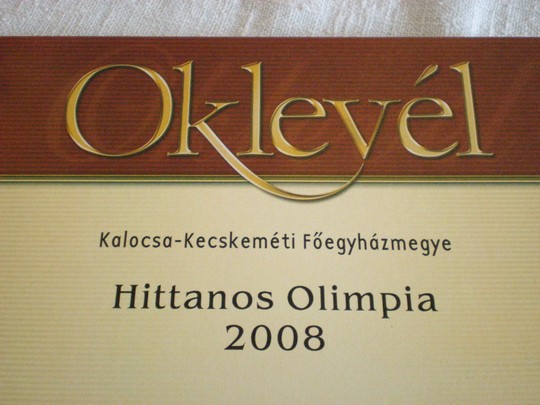 Oklevél
Kalocsa-Kecskeméti Főegyházmegye
Hittanos Olimpia
2008